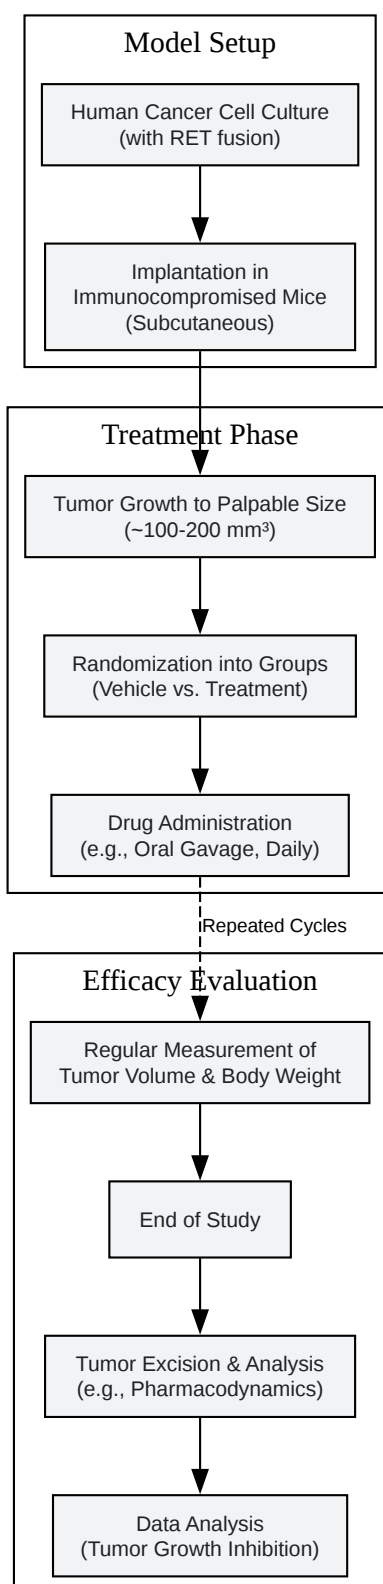 Model Setup
Human Cancer Cell Culture
(with RET fusion)
Implantation in
Immunocompromised Mice
(Subcutaneous)
Treatment Phase
Tumor Growth to Palpable Size
(~100-200 mm³)
Randomization into Groups
(Vehicle vs. Treatment)
Drug Administration
(e.g., Oral Gavage, Daily)
Repeated Cycles
Efficacy Evaluation
Regular Measurement of
Tumor Volume & Body Weight
End of Study
Tumor Excision & Analysis
(e.g., Pharmacodynamics)
Data Analysis
(Tumor Growth Inhibition)